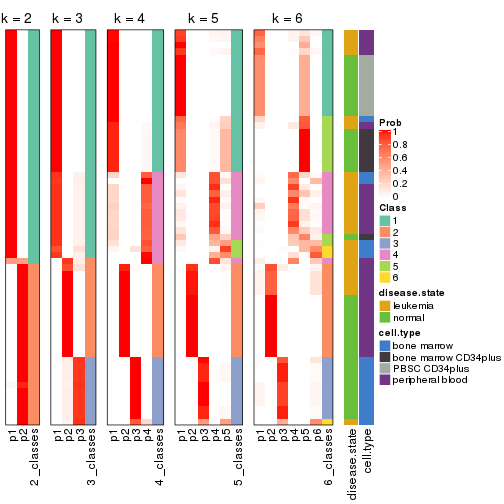 k = 2 k = 3 k = 4 k = 5 k = 6
Prob
1
0.8
0.6
0.4
0.2
0
Class
1
2
3
4
5
6
disease.state
leukemia
normal
cell.type
bone marrow
bone marrow CD34plus
PBSC CD34plus
peripheral blood
p1 p2 2_classes p1 p2 p3 3_classes p1 p2 p3 p4 4_classes p1 p2 p3 p4 p5 5_classes p1 p2 p3 p4 p5 p6 6_classes disease.state cell.type